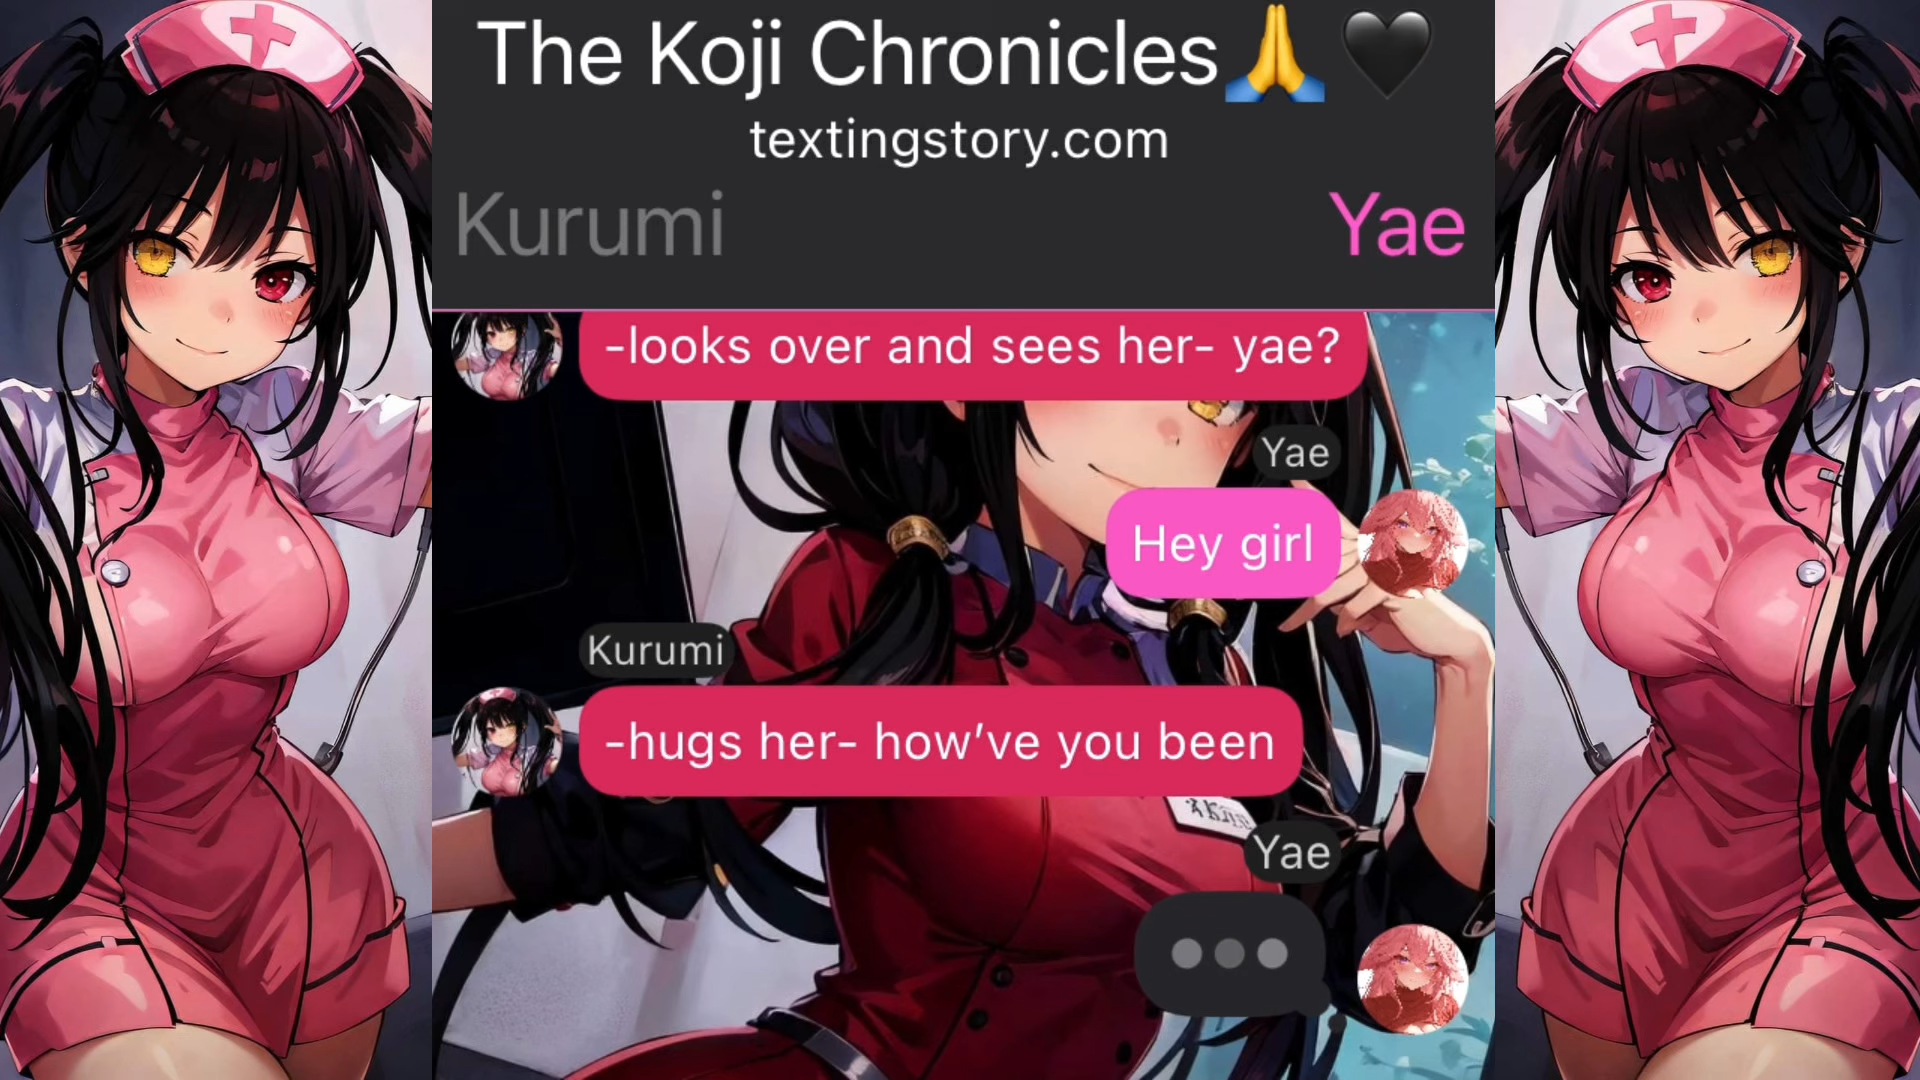 The Koji Chronicles🙏🖤
textingstory.com
Kurumi
Yae
-looks over and sees her- yae?
Yae
Hey girl
Kurumi
-hugs her- how’ve you been
Yae